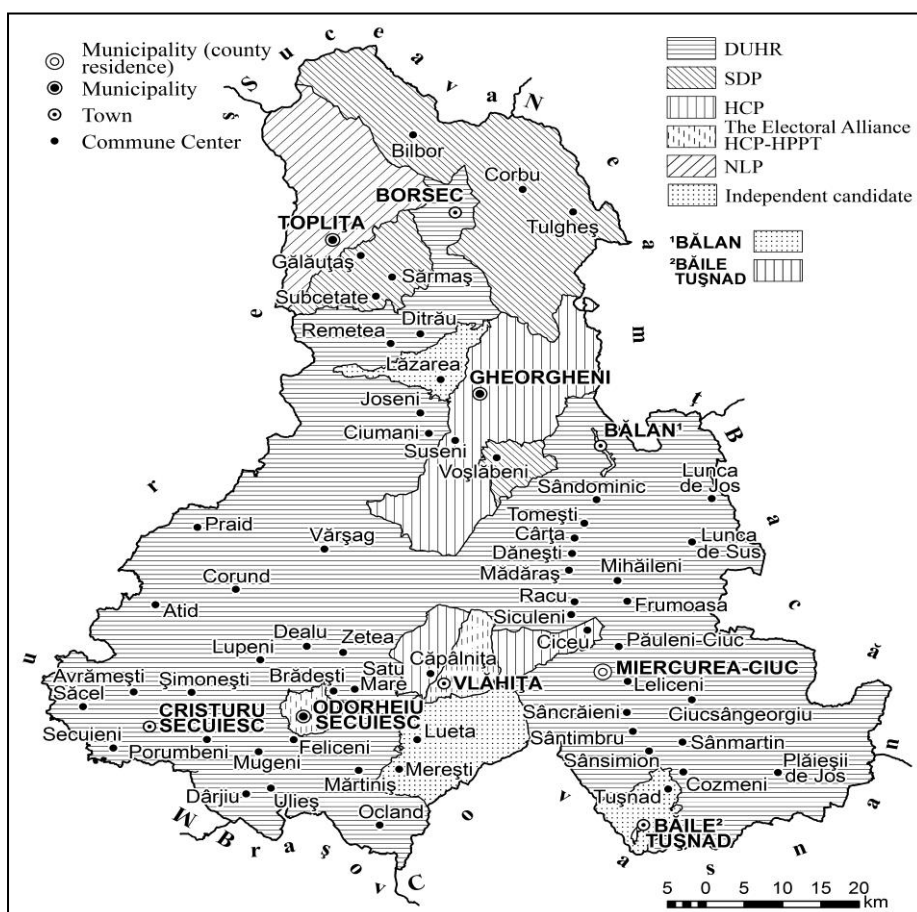 Municipality (county
residence)
Municipality
Town
Commune Center
DUHR
SDP
HCP
The Electoral Alliance
HCP-HPPT
NLP
Independent candidate
¹BĂLAN
²BĂILE
TUŞNAD
Suceava
Neamţ
Bacău
Covasna
Braşov
Mureş
Bilbor
Corbu
BORSEC
Tulgheş
TOPLIŢA
Gălăuţaş
Sărmaş
Subcetate
Ditrău
Remetea
Lăzarea
GHEORGHENI
Joseni
Ciumani
Suseni
BĂLAN¹
Voşlăbeni
Lunca
de Jos
Sândominic
Praid
Tomeşti
Vărşag
Cârţa
Lunca
de Sus
Dăneşti
Mădăraş
Mihăileni
Corund
Racu
Frumoasa
Atid
Siculeni
Dealu
Zetea
Ciceu
Păuleni-Ciuc
Lupeni
Căpâlniţa
Avrămeşti
Şimoneşti
Brădeşti
Satu
Mare
VLĂHIŢA
MIERCUREA-CIUC
Săcel
Leliceni
CRISTURU
SECUIESC
ODORHEIU
SECUIESC
Sâncrăieni
Ciucsângeorgiu
Secuieni
Lueta
Sântimbru
Sânmartin
Porumbeni
Feliceni
Mugeni
Sânsimion
Plăieşii
de Jos
Mereşti
Mărtiniş
Cozmeni
Dârjiu
Ulieş
Tuşnad
Ocland
BĂILE²
TUŞNAD
5 0 5 10 15 20
km